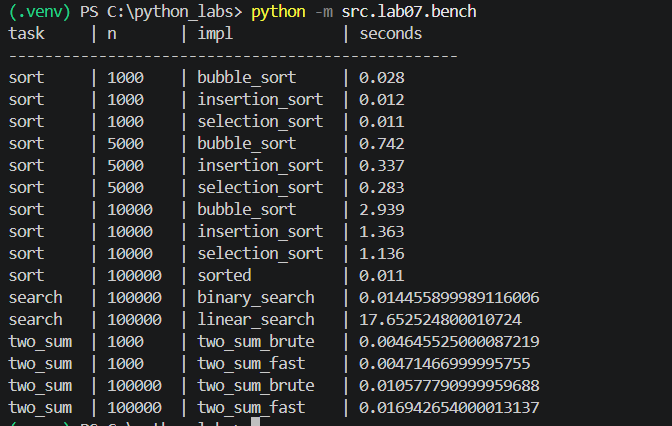 (.venv) PS C:\python_labs> python -m src.lab07.bench
task     | n       | impl            | seconds
--------------------------------------------------
sort     | 1000    | bubble_sort     | 0.028
sort     | 1000    | insertion_sort  | 0.012
sort     | 1000    | selection_sort  | 0.011
sort     | 5000    | bubble_sort     | 0.742
sort     | 5000    | insertion_sort  | 0.337
sort     | 5000    | selection_sort  | 0.283
sort     | 10000   | bubble_sort     | 2.939
sort     | 10000   | insertion_sort  | 1.363
sort     | 10000   | selection_sort  | 1.136
sort     | 100000  | sorted          | 0.011
search   | 100000  | binary_search   | 0.014455899989116006
search   | 100000  | linear_search   | 17.652524800010724
two_sum  | 1000    | two_sum_brute   | 0.004645525000087219
two_sum  | 1000    | two_sum_fast    | 0.00471466999995755
two_sum  | 100000  | two_sum_brute   | 0.010577790999959688
two_sum  | 100000  | two_sum_fast    | 0.016942654000013137